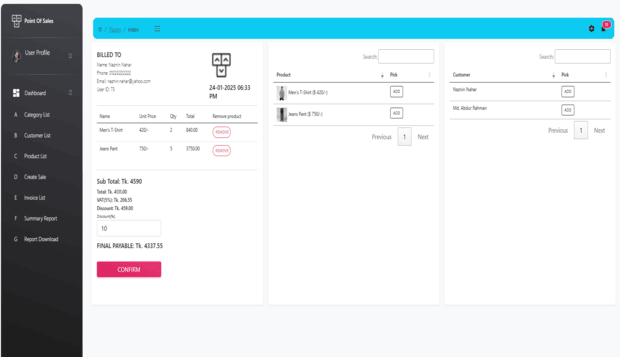 Point Of Sales
User Profile
Dashboard
A Category List
B Customer List
C Product List
D Create Sale
E Invoice List
F Summary Report
G Report Download
/ Pages / Index
BILLED TO
Name: Naznin Nahar
Phone: 01222222222
Email: naznin.nahar@yahoo.com
User ID: 73
24-01-2025 06:33 PM
Name Unit Price Qty Total Remove product
Men's T-Shirt 420/- 2 840.00 REMOVE
Jeans Pant 750/- 5 3750.00 REMOVE
Sub Total: Tk. 4590
Total: Tk. 4131.00
VAT(5%): Tk. 206.55
Discount: Tk. 459.00
Discount(%):
10
FINAL PAYABLE: Tk. 4337.55
CONFIRM
Search:
Product Pick
Men's T-Shirt ($ 420/-) ADD
Jeans Pant ($ 750/-) ADD
Previous 1 Next
Search:
Customer Pick
Naznin Nahar ADD
Md. Abdur Rahman ADD
Previous 1 Next